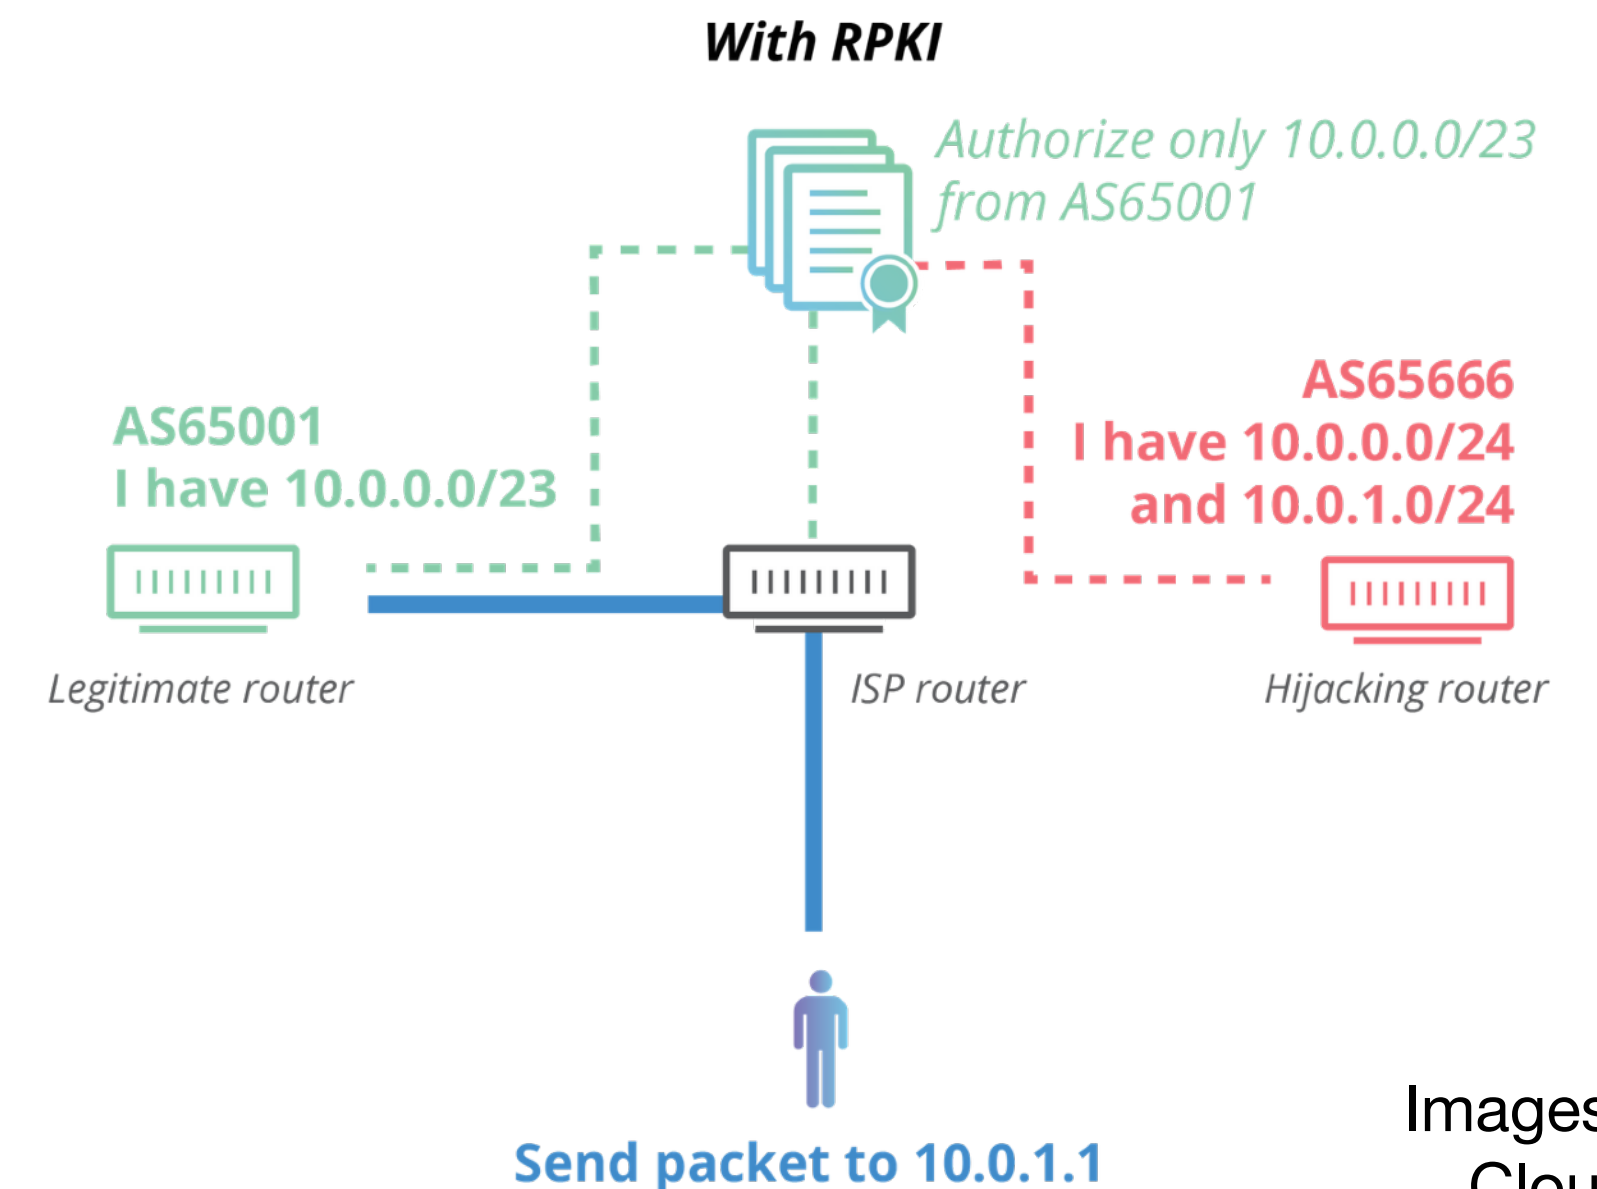 With RPKI
Authorize only 10.0.0.0/23
from AS65001
AS65001
I have 10.0.0.0/23
AS65666
I have 10.0.0.0/24
and 10.0.1.0/24
Legitimate router
ISP router
Hijacking router
Send packet to 10.0.1.1
Images